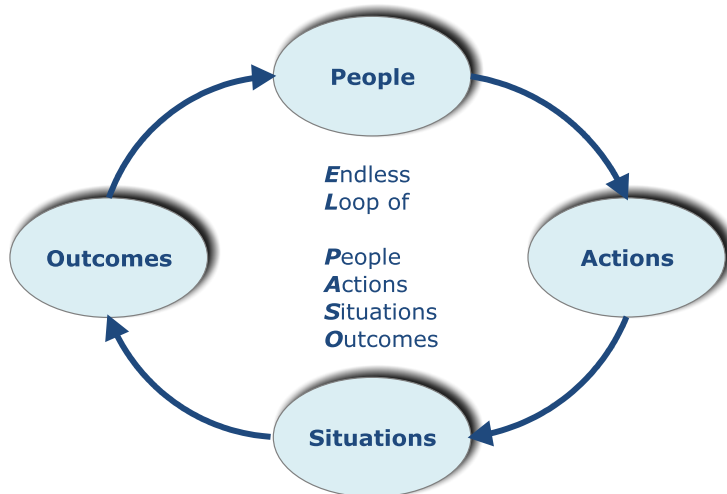 People
Endless
Loop of
Outcomes
Actions
People
Actions
Situations
Outcomes
Situations